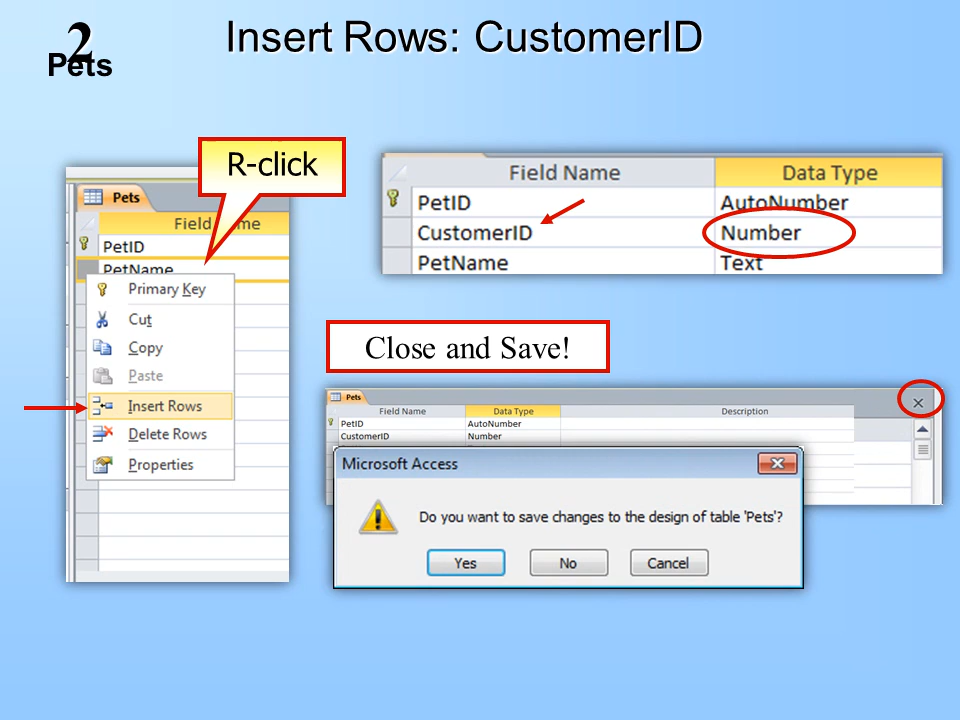 2
Pets
Insert Rows: CustomerID
R-click
Pets
Field Name
PetID
PetName
Primary Key
Cut
Copy
Paste
Insert Rows
Delete Rows
Properties
Field Name Data Type
PetID AutoNumber
CustomerID Number
PetName Text
Close and Save!
Pets
Field Name Data Type Description
PetID AutoNumber
CustomerID Number
Microsoft Access
Do you want to save changes to the design of table 'Pets'?
Yes No Cancel